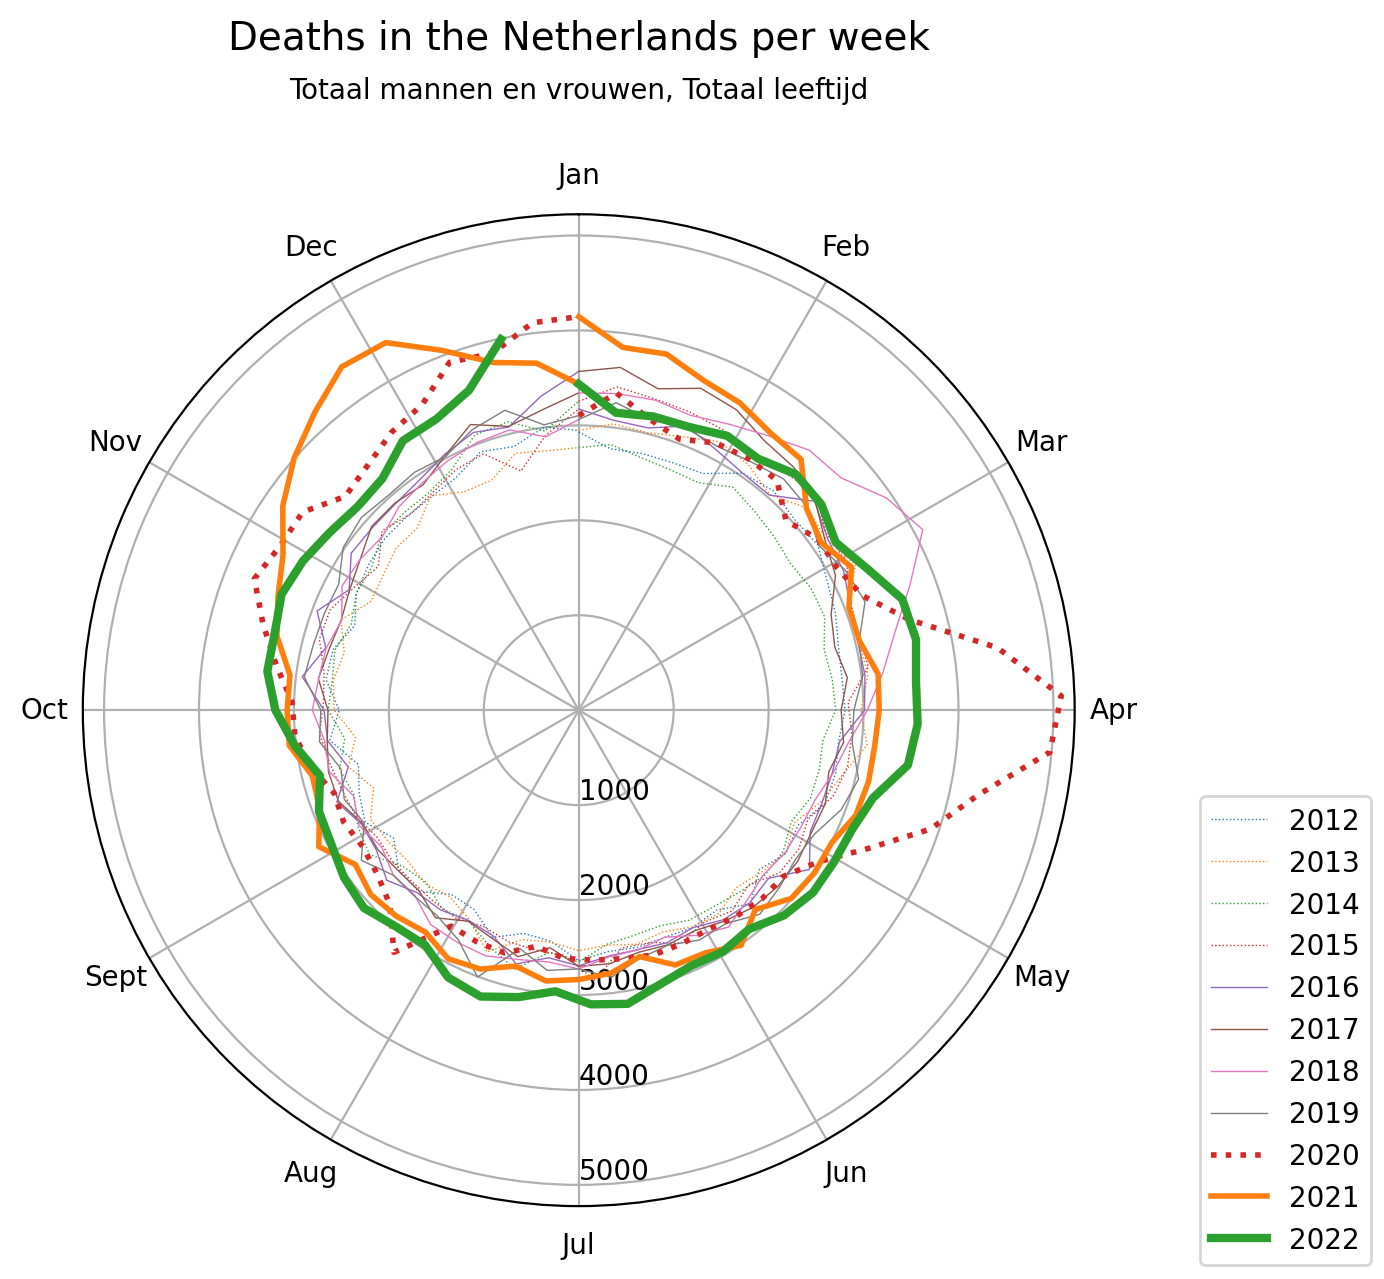 Deaths in the Netherlands per week
Totaal mannen en vrouwen, Totaal leeftijd
Jan
Dec
Feb
Nov
Mar
Oct
Apr
Sept
May
Aug
Jun
Jul
1000
2000
3000
4000
5000
2012
2013
2014
2015
2016
2017
2018
2019
2020
2021
2022